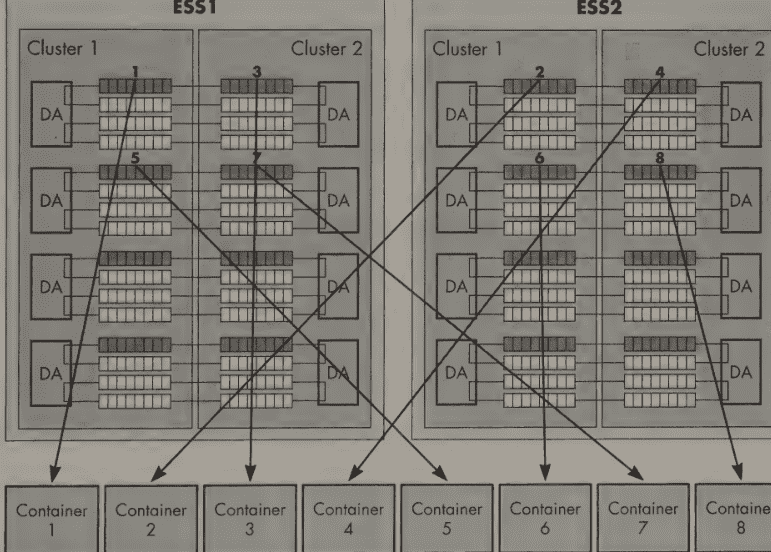 ESS1
ESS2
Cluster 1
Cluster 2
Cluster 1
Cluster 2
1
3
2
4
DA
DA
DA
DA
5
7
6
8
DA
DA
DA
DA
DA
DA
DA
DA
DA
DA
DA
DA
Container
1
Container
2
Container
3
Container
4
Container
5
Container
6
Container
7
Container
8